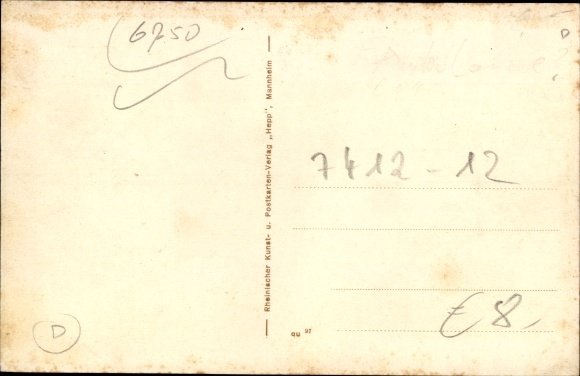 6750
D
Rheinischer Kunst- u. Postkarten-Verlag „Hepp", Mannheim
7412-12
€ 8,
qu 97
D